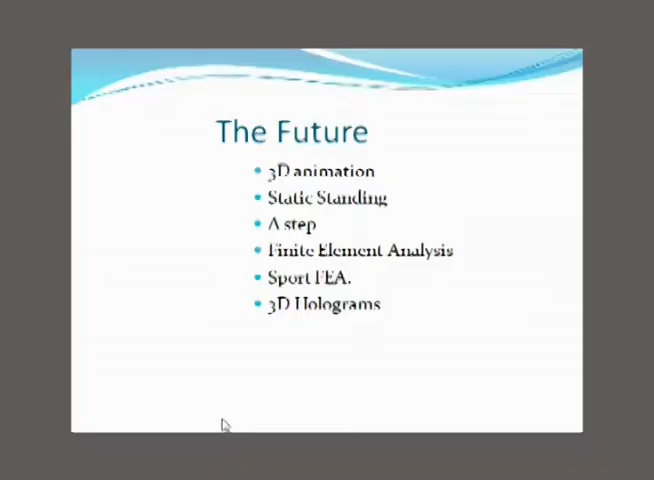 The Future
• 3D animation
• Static Standing
• A step
• Finite Element Analysis
• Sport FEA.
• 3D Holograms